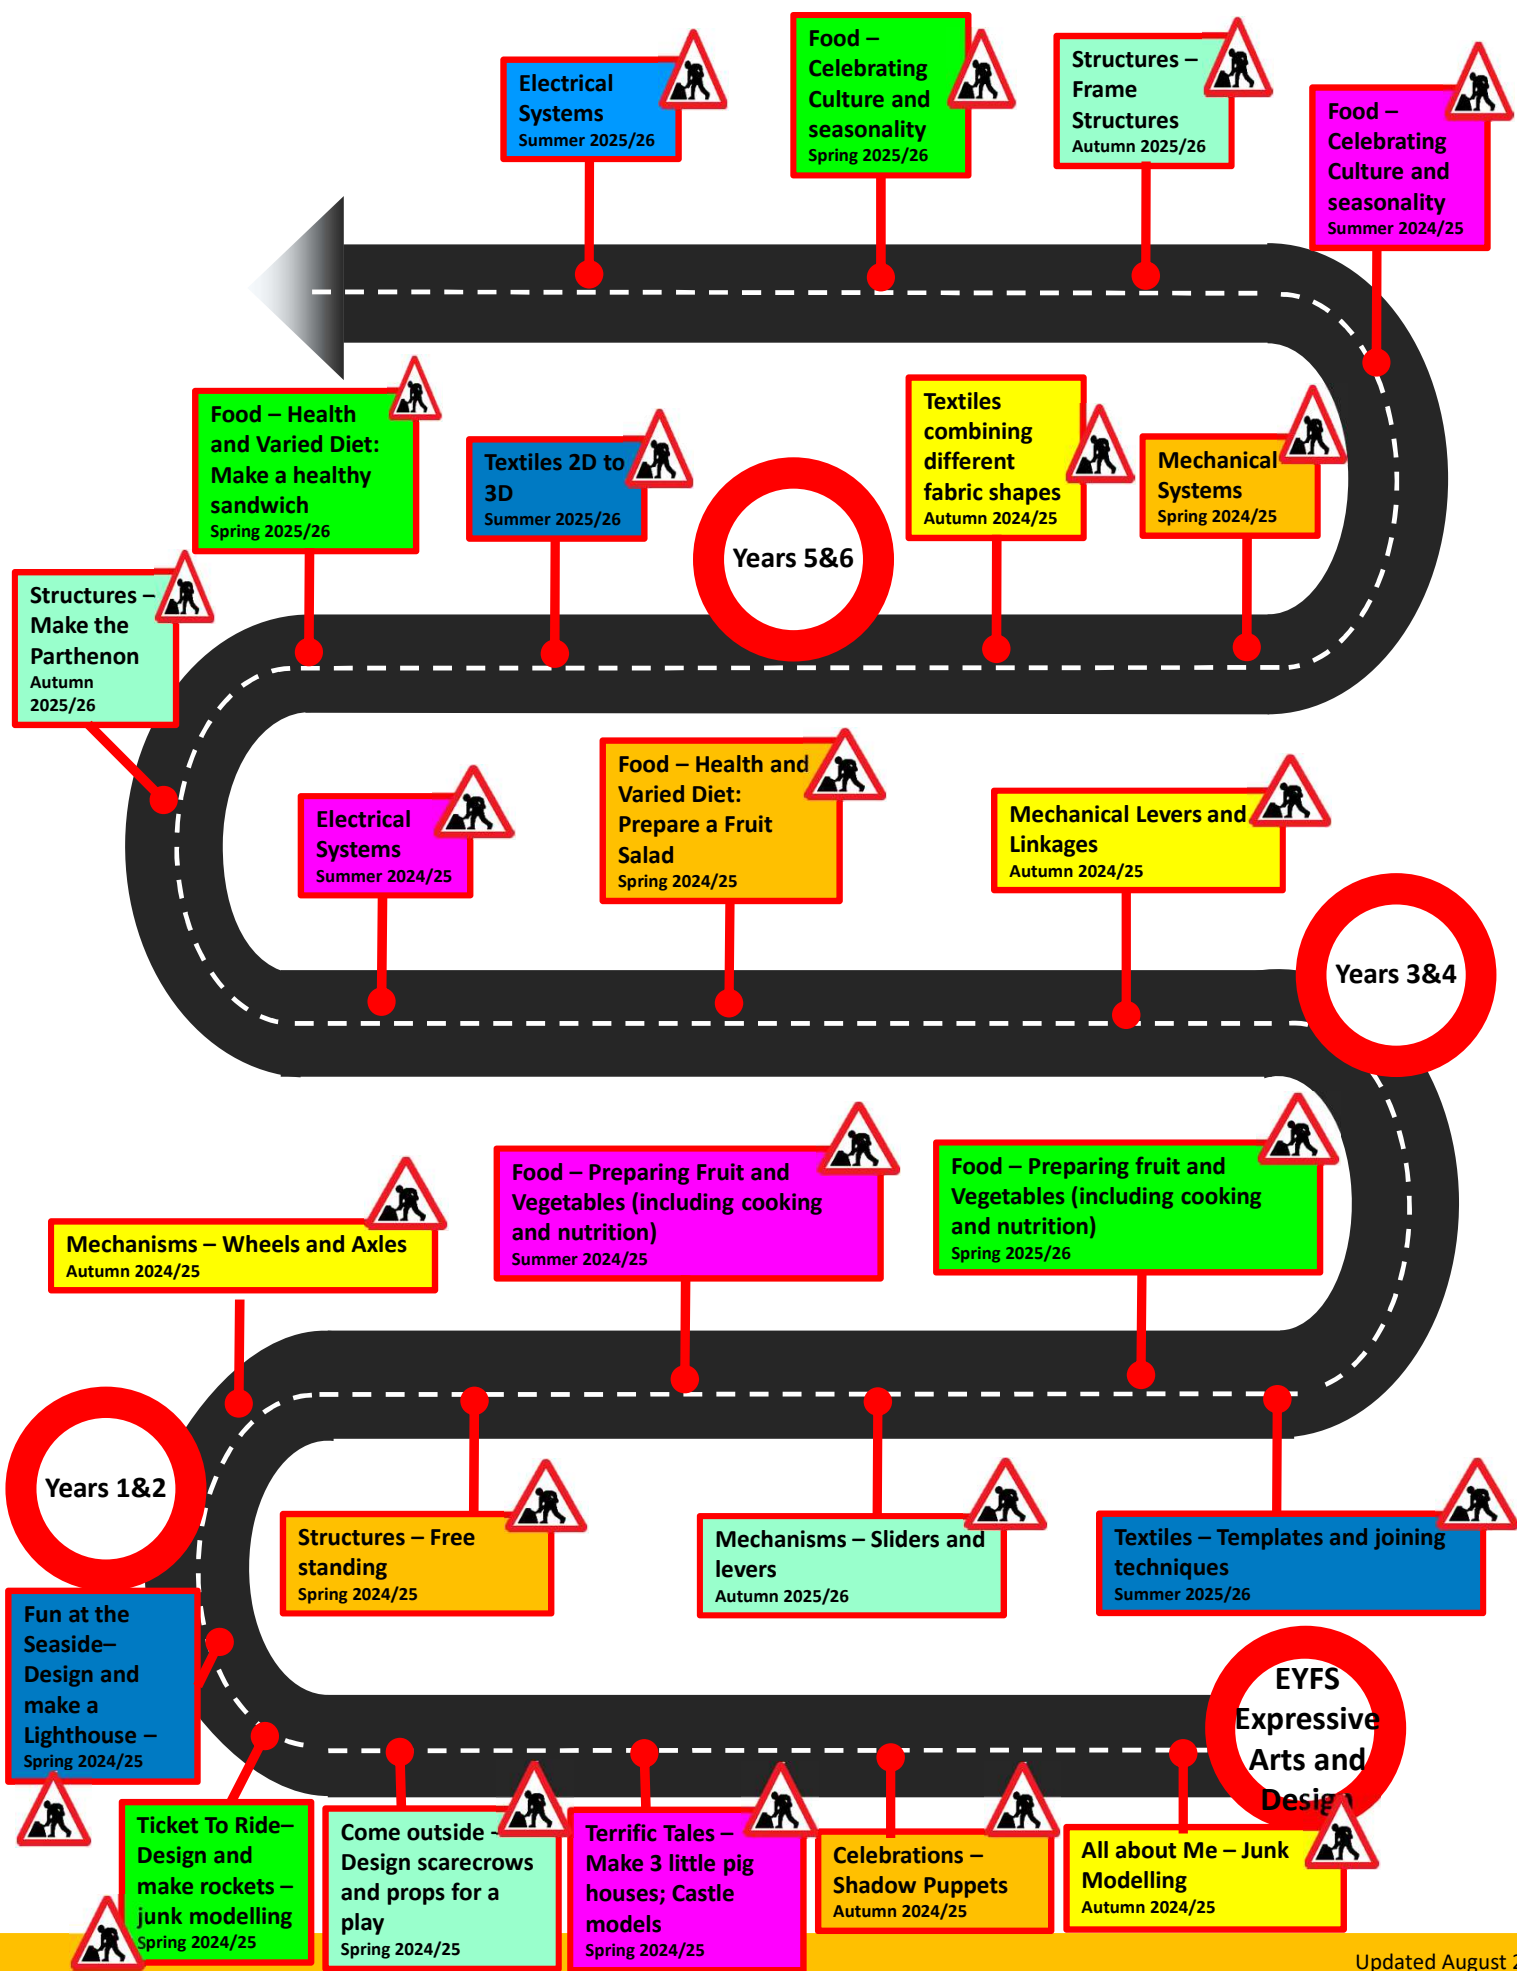 Electrical
Systems
Summer 2025/26
Food –
Celebrating
Culture and
seasonality
Spring 2025/26
Structures –
Frame
Structures
Autumn 2025/26
Food –
Celebrating
Culture and
seasonality
Summer 2024/25
Food – Health
and Varied Diet:
Make a healthy
sandwich
Spring 2025/26
Textiles 2D to
3D
Summer 2025/26
Years 5&6
Textiles
combining
different
fabric shapes
Autumn 2024/25
Mechanical
Systems
Spring 2024/25
Structures –
Make the
Parthenon
Autumn
2025/26
Electrical
Systems
Summer 2024/25
Food – Health and
Varied Diet:
Prepare a Fruit
Salad
Spring 2024/25
Mechanical Levers and
Linkages
Autumn 2024/25
Years 3&4
Mechanisms – Wheels and Axles
Autumn 2024/25
Food – Preparing Fruit and
Vegetables (including cooking
and nutrition)
Summer 2024/25
Food – Preparing fruit and
Vegetables (including cooking
and nutrition)
Spring 2025/26
Years 1&2
Structures – Free
standing
Spring 2024/25
Mechanisms – Sliders and
levers
Autumn 2025/26
Textiles – Templates and joining
techniques
Summer 2025/26
Fun at the
Seaside–
Design and
make a
Lighthouse –
Spring 2024/25
EYFS
Expressive
Arts and
Design
Ticket To Ride–
Design and
make rockets –
junk modelling
Spring 2024/25
Come outside -
Design scarecrows
and props for a
play
Spring 2024/25
Terrific Tales –
Make 3 little pig
houses; Castle
models
Spring 2024/25
Celebrations –
Shadow Puppets
Autumn 2024/25
All about Me – Junk
Modelling
Autumn 2024/25
Updated August